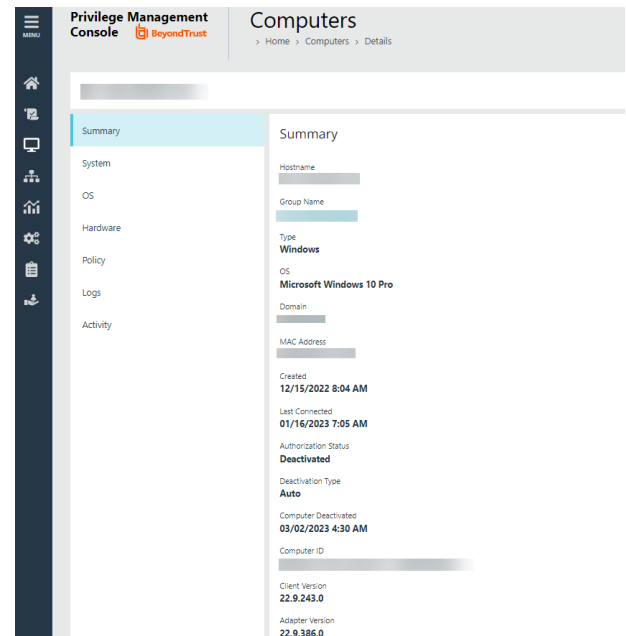 MENU
Privilege Management
Console BeyondTrust
Computers
› Home › Computers › Details
Summary
System
OS
Hardware
Policy
Logs
Activity
Summary
Hostname
Group Name
Type
Windows
OS
Microsoft Windows 10 Pro
Domain
MAC Address
Created
12/15/2022 8:04 AM
Last Connected
01/16/2023 7:05 AM
Authorization Status
Deactivated
Deactivation Type
Auto
Computer Deactivated
03/02/2023 4:30 AM
Computer ID
Client Version
22.9.243.0
Adapter Version
22.9.386.0